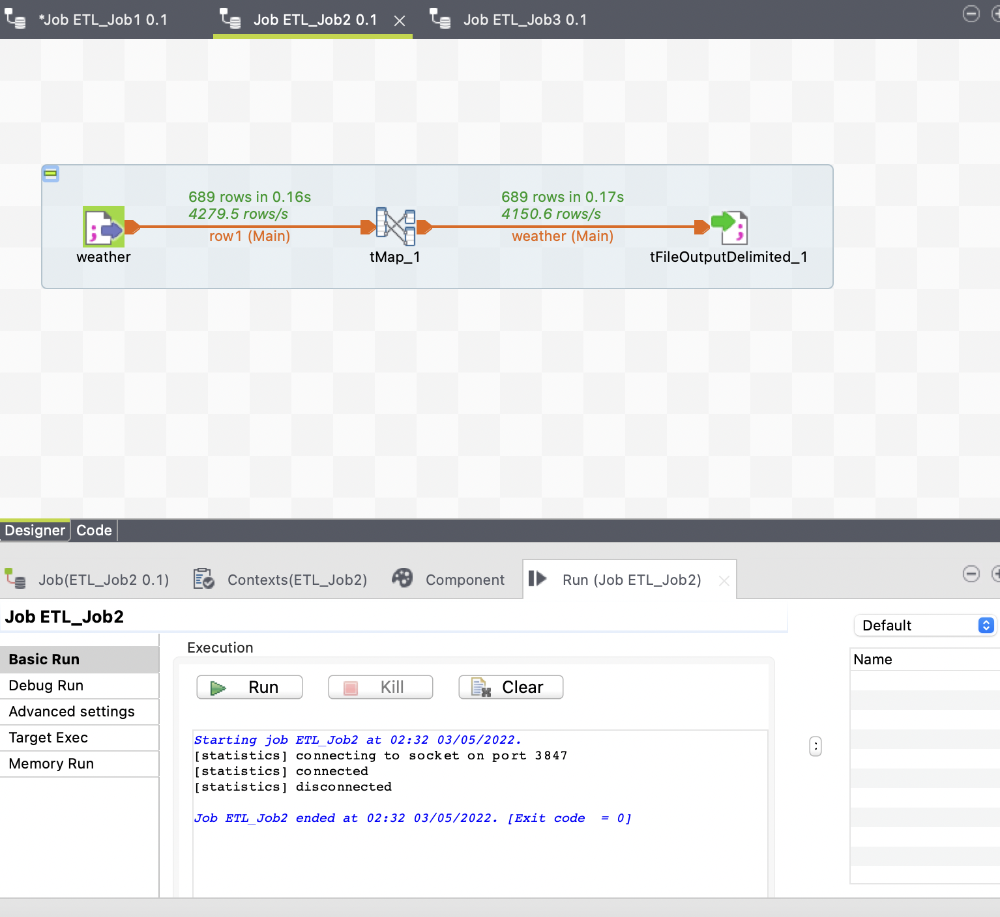 *Job ETL_Job1 0.1
Job ETL_Job2 0.1
Job ETL_Job3 0.1
689 rows in 0.16s
4279.5 rows/s
row1 (Main)
689 rows in 0.17s
4150.6 rows/s
weather (Main)
weather
tMap_1
tFileOutputDelimited_1
Designer
Code
Job(ETL_Job2 0.1)
Contexts(ETL_Job2)
Component
Run (Job ETL_Job2)
Job ETL_Job2
Default
Basic Run
Debug Run
Advanced settings
Target Exec
Memory Run
Execution
Run
Kill
Clear
Name
Starting job ETL_Job2 at 02:32 03/05/2022.
[statistics] connecting to socket on port 3847
[statistics] connected
[statistics] disconnected
Job ETL_Job2 ended at 02:32 03/05/2022. [Exit code  = 0]